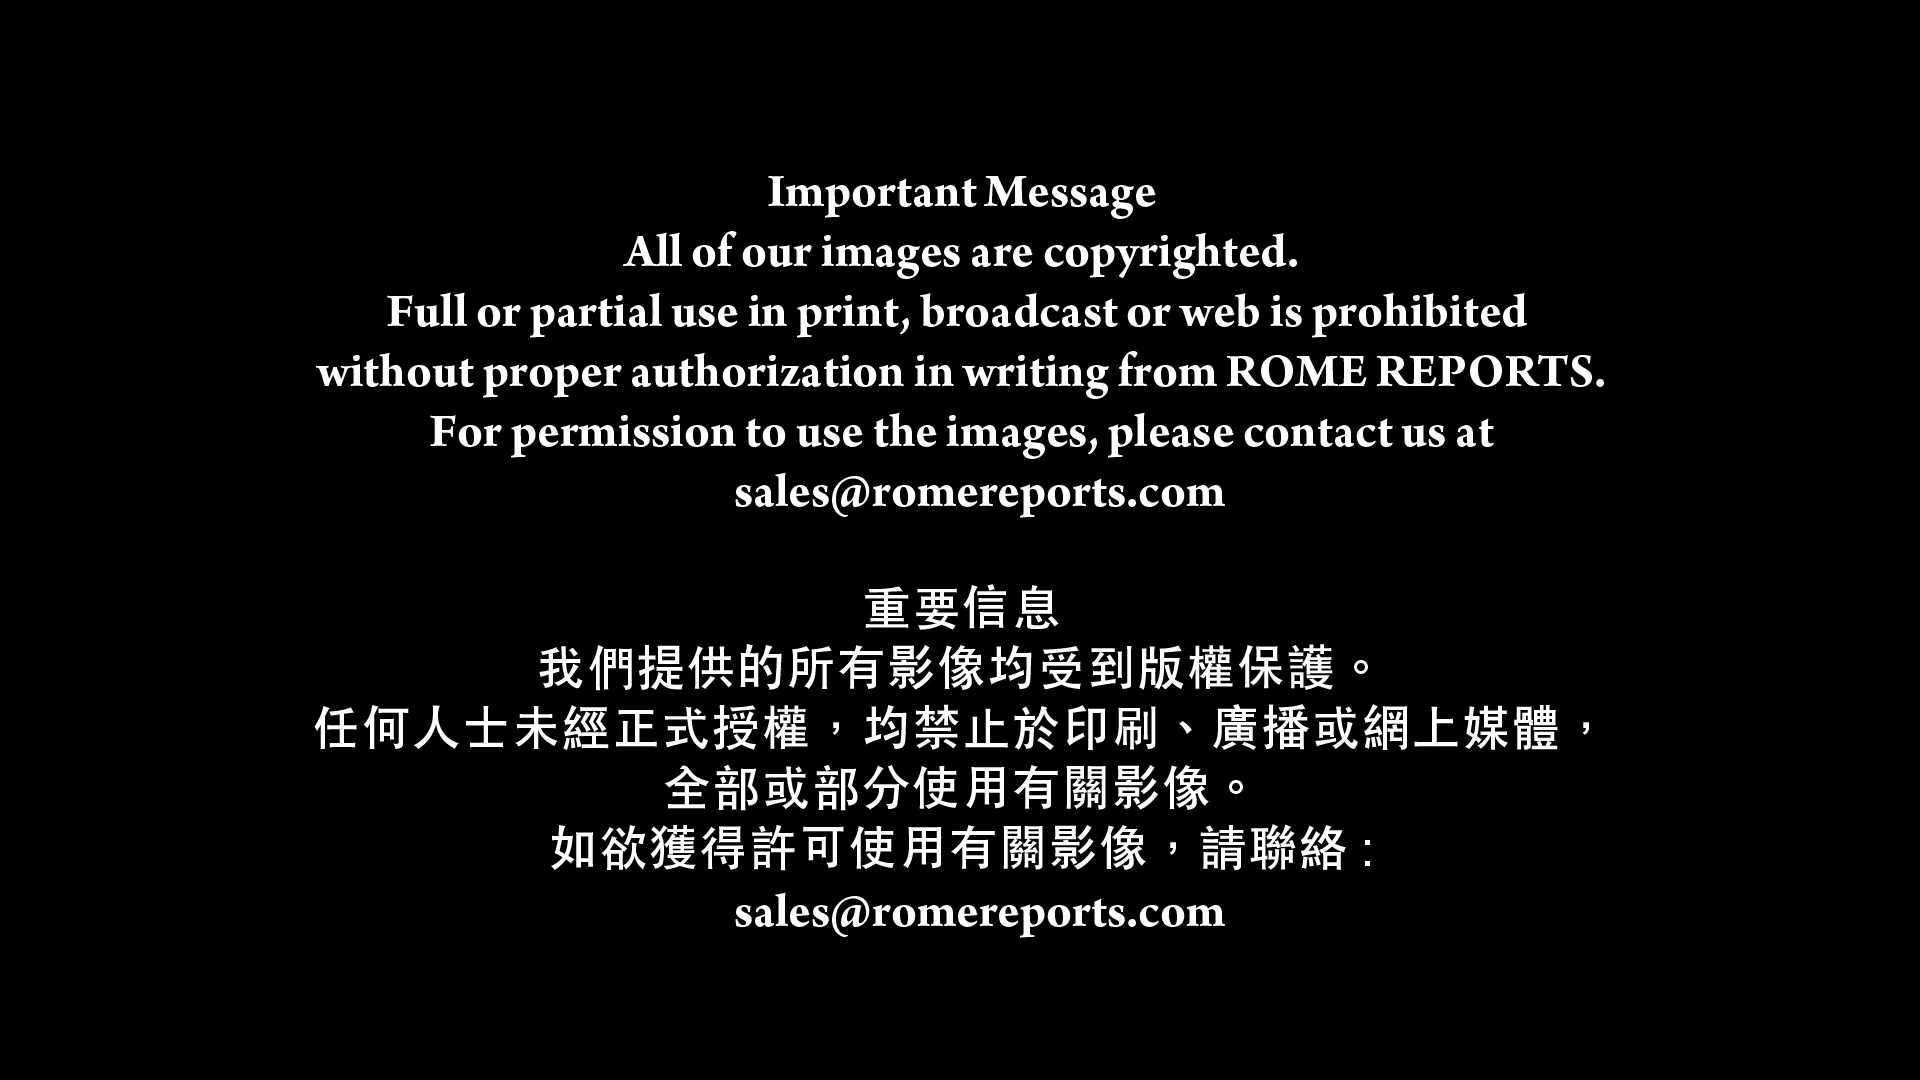 Important Message
All of our images are copyrighted.
Full or partial use in print, broadcast or web is prohibited
without proper authorization in writing from ROME REPORTS.
For permission to use the images, please contact us at
sales@romereports.com
重要信息
我們提供的所有影像均受到版權保護。
任何人士未經正式授權，均禁止於印刷、廣播或網上媒體，
全部或部分使用有關影像。
如欲獲得許可使用有關影像，請聯絡:
sales@romereports.com